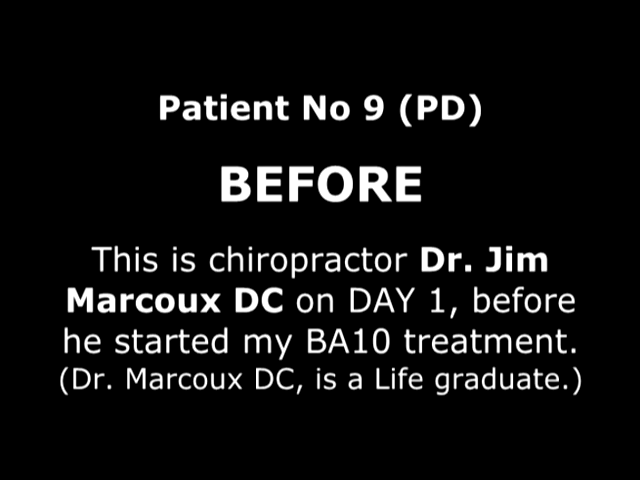 Patient No 9 (PD)
BEFORE
This is chiropractor Dr. Jim
Marcoux DC on DAY 1, before
he started my BA10 treatment.
(Dr. Marcoux DC, is a Life graduate.)